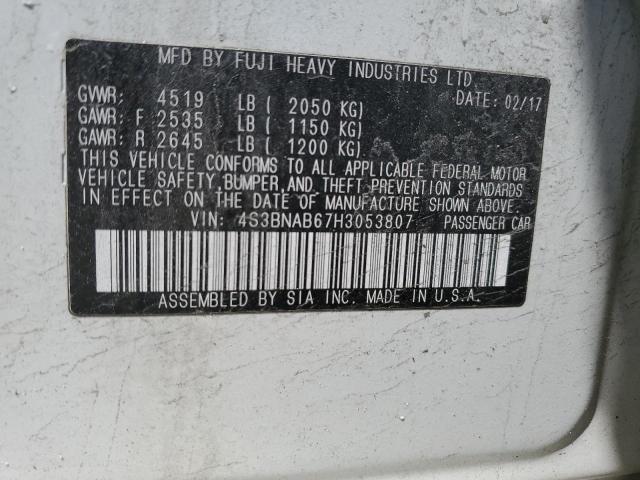 MFD BY FUJI HEAVY INDUSTRIES LTD.
GVWR: 4519 LB ( 2050 KG) DATE: 02/17
GAWR: F 2535 LB ( 1150 KG)
GAWR: R 2645 LB ( 1200 KG)
THIS VEHICLE CONFORMS TO ALL APPLICABLE FEDERAL MOTOR
VEHICLE SAFETY, BUMPER, AND THEFT PREVENTION STANDARDS
IN EFFECT ON THE DATE OF MANUFACTURE SHOWN ABOVE.
VIN: 4S3BNAB67H3053807 PASSENGER CAR
ASSEMBLED BY SIA INC. MADE IN U.S.A.